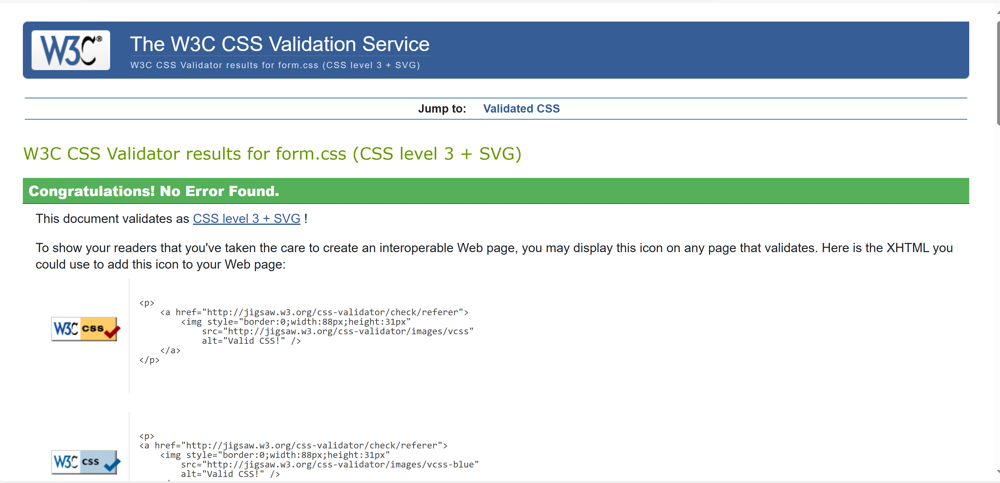 W3C®
The W3C CSS Validation Service
W3C CSS Validator results for form.css (CSS level 3 + SVG)
Jump to: Validated CSS
W3C CSS Validator results for form.css (CSS level 3 + SVG)
Congratulations! No Error Found.
This document validates as CSS level 3 + SVG !
To show your readers that you've taken the care to create an interoperable Web page, you may display this icon on any page that validates. Here is the XHTML you
could use to add this icon to your Web page:
<p>
    <a href="http://jigsaw.w3.org/css-validator/check/referer">
        <img style="border:0;width:88px;height:31px"
            src="http://jigsaw.w3.org/css-validator/images/vcss"
            alt="Valid CSS!" />
    </a>
</p>
W3C css
<p>
<a href="http://jigsaw.w3.org/css-validator/check/referer">
    <img style="border:0;width:88px;height:31px"
        src="http://jigsaw.w3.org/css-validator/images/vcss-blue"
        alt="Valid CSS!" />
W3C css